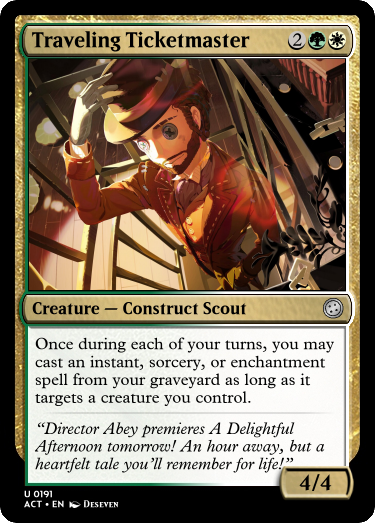 Traveling Ticketmaster 2
Creature — Construct Scout
Once during each of your turns, you may
cast an instant, sorcery, or enchantment
spell from your graveyard as long as it
targets a creature you control.
“Director Abey premieres A Delightful
Afternoon tomorrow! An hour away, but a
heartfelt tale you’ll remember for life!”
4/4
U 0191
ACT • EN Deseven